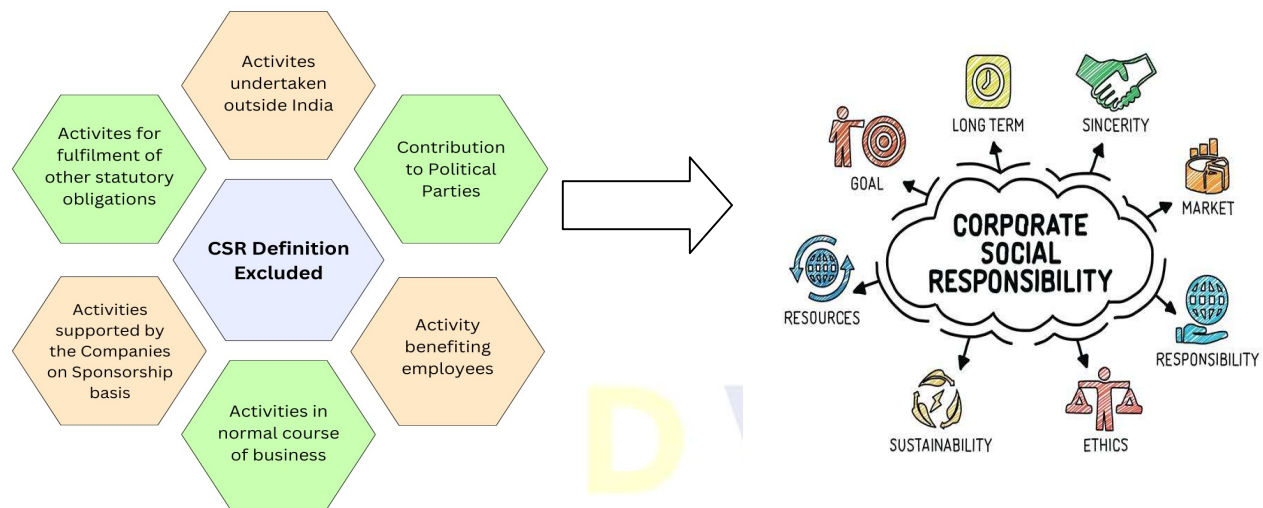 Activites
undertaken
outside India
Activites for
fulfilment of
other statutory
obligations
Contribution
to Political
Parties
CSR Definition
Excluded
Activities
supported by
the Companies
on Sponsorship
basis
Activity
benefiting
employees
Activities in
normal course
of business
D
LONG TERM
SINCERITY
GOAL
MARKET
CORPORATE
SOCIAL
RESPONSIBILITY
RESOURCES
RESPONSIBILITY
SUSTAINABILITY
ETHICS